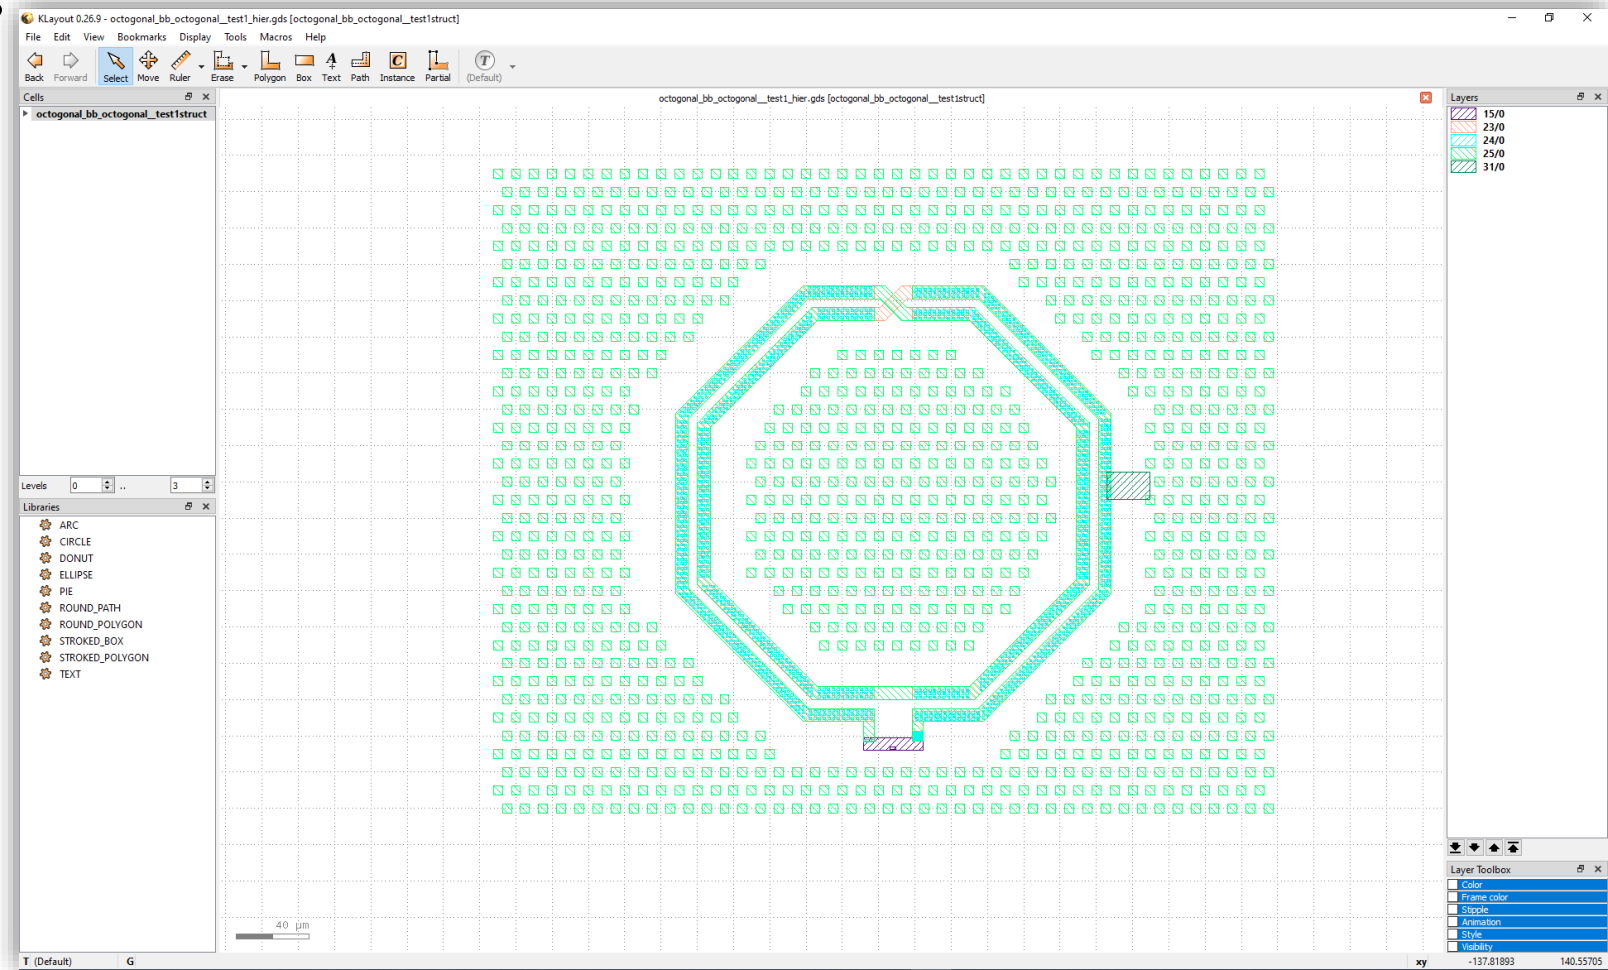 KLayout 0.26.9 - octogonal_bb_octogonal__test1_hier.gds [octogonal_bb_octogonal__test1struct]
File Edit View Bookmarks Display Tools Macros Help
Back Forward Select Move Ruler Erase Polygon Box Text Path Instance Partial (Default)
Cells
octogonal_bb_octogonal__test1struct
Levels 0 .. 3
Libraries
ARC
CIRCLE
DONUT
ELLIPSE
PIE
ROUND_PATH
ROUND_POLYGON
STROKED_BOX
STROKED_POLYGON
TEXT
octogonal_bb_octogonal__test1_hier.gds [octogonal_bb_octogonal__test1struct]
40 µm
Layers
15/0
23/0
24/0
25/0
31/0
Layer Toolbox
Color
Frame color
Stipple
Animation
Style
Visibility
T (Default) G xy -137.81893 140.55705